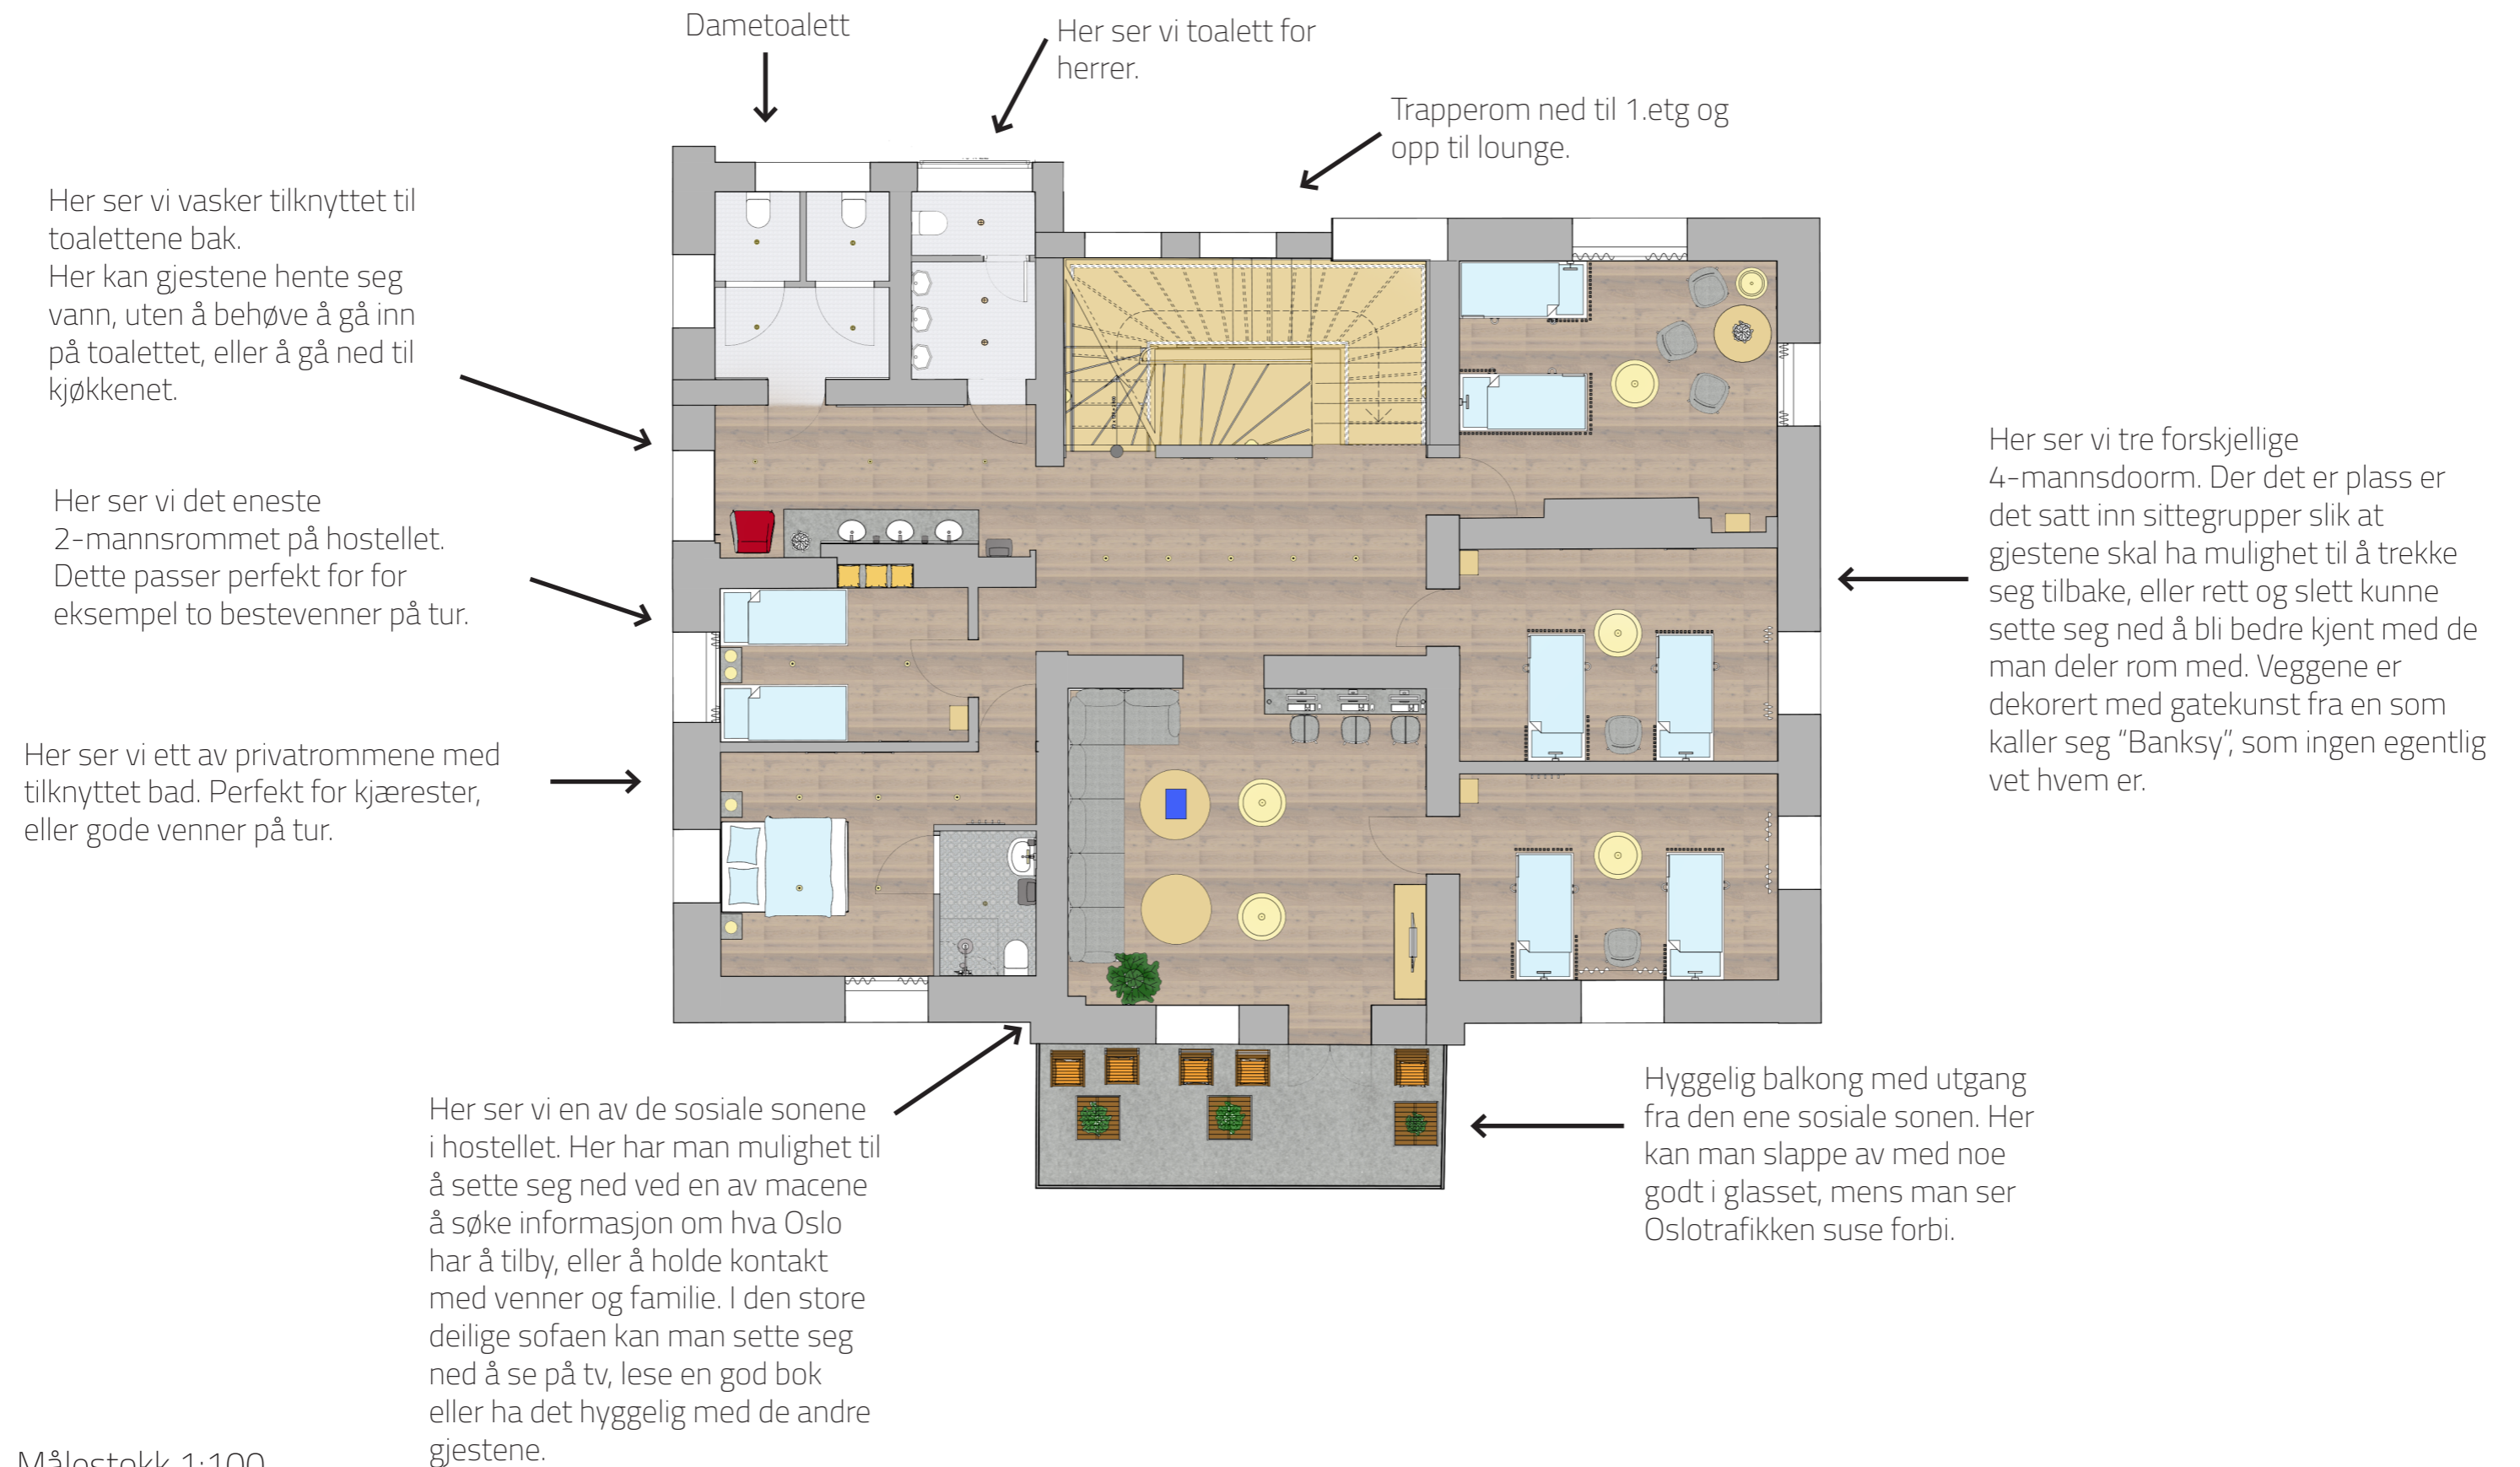 Dametoalett
Her ser vi toalett for
herrer.
Trapperom ned til 1.etg og
opp til lounge.
Her ser vi vasker tilknyttet til
toalettene bak.
Her kan gjestene hente seg
vann, uten å behøve å gå inn
på toalettet, eller å gå ned til
kjøkkenet.
Her ser vi det eneste
2-mannsrommet på hostellet.
Dette passer perfekt for for
eksempel to bestevenner på tur.
Her ser vi ett av privatrommene med
tilknyttet bad. Perfekt for kjærester,
eller gode venner på tur.
Her ser vi tre forskjellige
4-mannsdoorm. Der det er plass er
det satt inn sittegrupper slik at
gjestene skal ha mulighet til å trekke
seg tilbake, eller rett og slett kunne
sette seg ned å bli bedre kjent med de
man deler rom med. Veggene er
dekorert med gatekunst fra en som
kaller seg “Banksy”, som ingen egentlig
vet hvem er.
Her ser vi en av de sosiale sonene
i hostellet. Her har man mulighet til
å sette seg ned ved en av macene
å søke informasjon om hva Oslo
har å tilby, eller å holde kontakt
med venner og familie. I den store
deilige sofaen kan man sette seg
ned å se på tv, lese en god bok
eller ha det hyggelig med de andre
gjestene.
Hyggelig balkong med utgang
fra den ene sosiale sonen. Her
kan man slappe av med noe
godt i glasset, mens man ser
Oslotrafikken suse forbi.
Målestokk 1:100